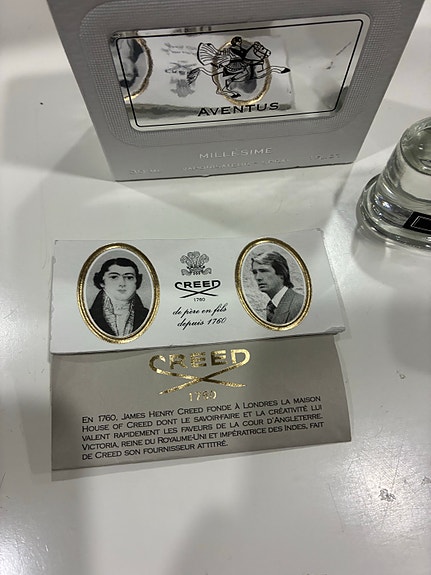 AVENTUS
MILLESIME
CREED
1760
de père en fils
depuis 1760
CREED
1760
EN 1760, JAMES HENRY CREED FONDE À LONDRES LA MAISON
HOUSE OF CREED DONT LE SAVOIR-FAIRE ET LA CRÉATIVITÉ LUI
VALENT RAPIDEMENT LES FAVEURS DE LA COUR D'ANGLETERRE.
VICTORIA, REINE DU ROYAUME-UNI ET IMPÉRATRICE DES INDES, FAIT
DE CREED SON FOURNISSEUR ATTITRÉ.